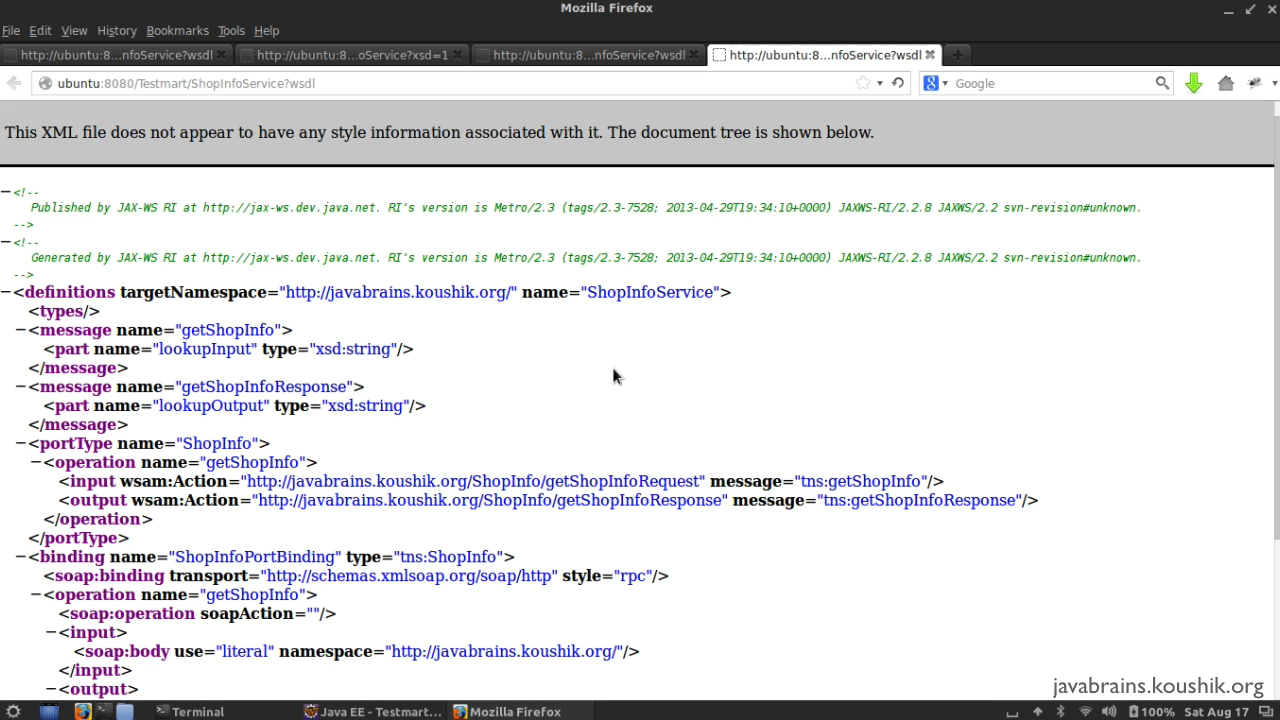 Mozilla Firefox
File Edit View History Bookmarks Tools Help
http://ubuntu:8...nfoService?wsdl http://ubuntu:8...oService?xsd=1 http://ubuntu:8...nfoService?wsdl http://ubuntu:8...nfoService?wsdl
ubuntu:8080/Testmart/ShopInfoService?wsdl Google
This XML file does not appear to have any style information associated with it. The document tree is shown below.
−<!--
Published by JAX-WS RI at http://jax-ws.dev.java.net. RI's version is Metro/2.3 (tags/2.3-7528; 2013-04-29T19:34:10+0000) JAXWS-RI/2.2.8 JAXWS/2.2 svn-revision#unknown.
-->
−<!--
Generated by JAX-WS RI at http://jax-ws.dev.java.net. RI's version is Metro/2.3 (tags/2.3-7528; 2013-04-29T19:34:10+0000) JAXWS-RI/2.2.8 JAXWS/2.2 svn-revision#unknown.
-->
−<definitions targetNamespace="http://javabrains.koushik.org/" name="ShopInfoService">
<types/>
−<message name="getShopInfo">
<part name="lookupInput" type="xsd:string"/>
</message>
−<message name="getShopInfoResponse">
<part name="lookupOutput" type="xsd:string"/>
</message>
−<portType name="ShopInfo">
−<operation name="getShopInfo">
<input wsam:Action="http://javabrains.koushik.org/ShopInfo/getShopInfoRequest" message="tns:getShopInfo"/>
<output wsam:Action="http://javabrains.koushik.org/ShopInfo/getShopInfoResponse" message="tns:getShopInfoResponse"/>
</operation>
</portType>
−<binding name="ShopInfoPortBinding" type="tns:ShopInfo">
<soap:binding transport="http://schemas.xmlsoap.org/soap/http" style="rpc"/>
−<operation name="getShopInfo">
<soap:operation soapAction=""/>
−<input>
<soap:body use="literal" namespace="http://javabrains.koushik.org/"/>
</input>
−<output>
javabrains.koushik.org
Terminal Java EE - Testmart... Mozilla Firefox 100% Sat Aug 17